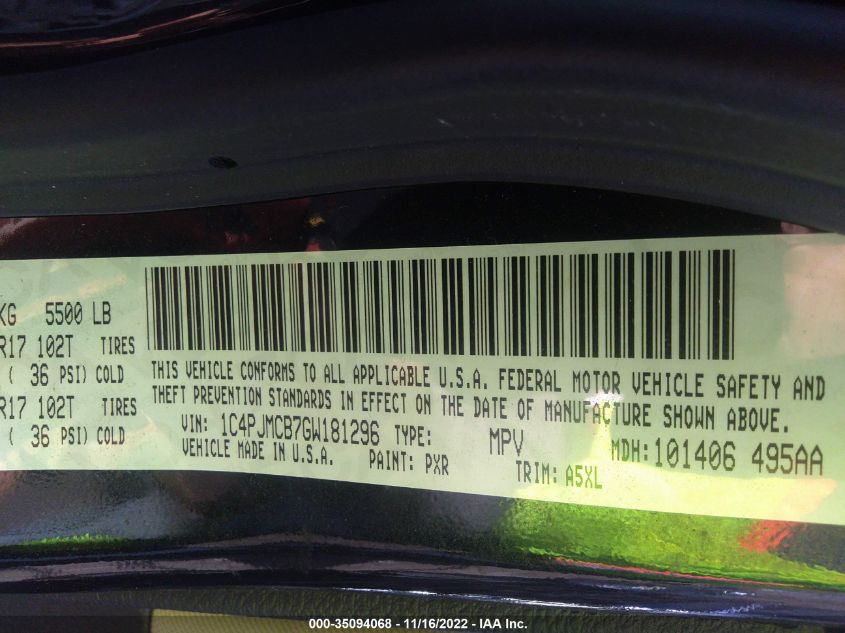 KG 5500 LB
R17 102T TIRES
( 36 PSI) COLD
R17 102T TIRES
( 36 PSI) COLD
THIS VEHICLE CONFORMS TO ALL APPLICABLE U.S.A. FEDERAL MOTOR VEHICLE SAFETY AND
THEFT PREVENTION STANDARDS IN EFFECT ON THE DATE OF MANUFACTURE SHOWN ABOVE.
VIN: 1C4PJMCB7GW181296 TYPE: MPV MDH:101406 495AA
VEHICLE MADE IN U.S.A. PAINT: PXR TRIM: A5XL
000-35094068 - 11/16/2022 - IAA Inc.